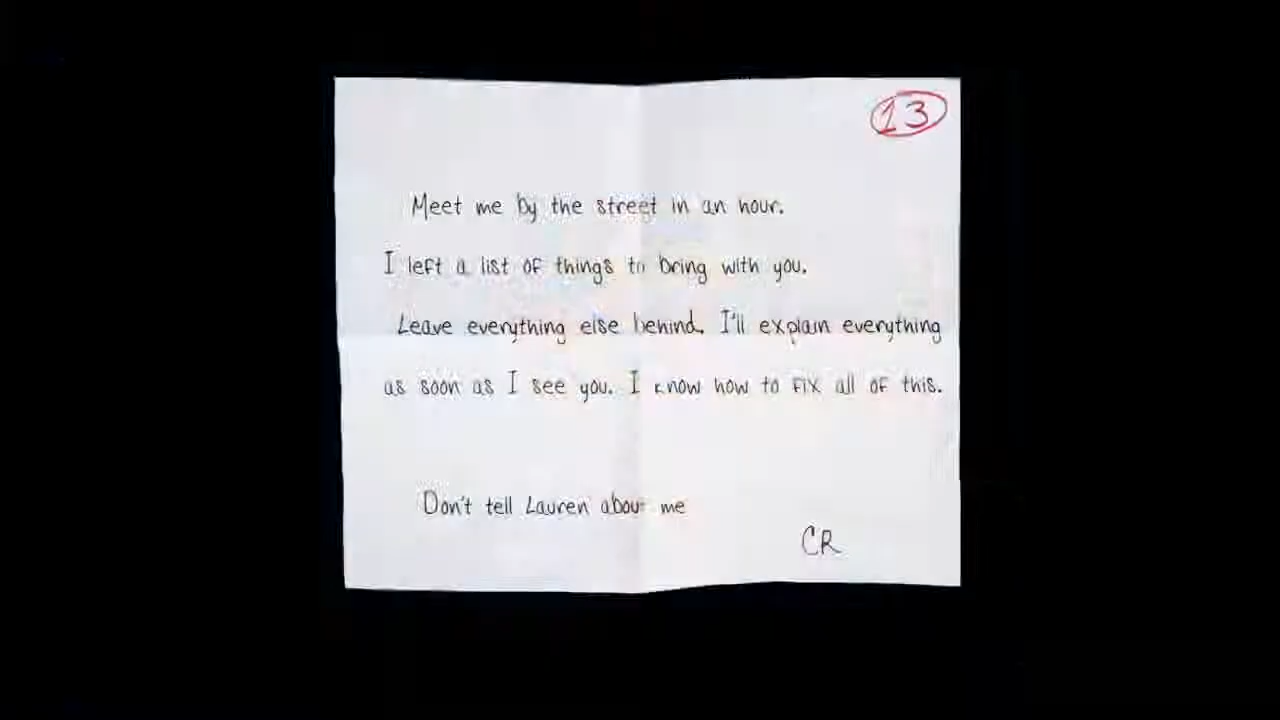 13
Meet me by the street in an hour.
I left a list of things to bring with you.
Leave everything else behind. I'll explain everything
as soon as I see you. I know how to fix all of this.
Don't tell Lauren about me
CR